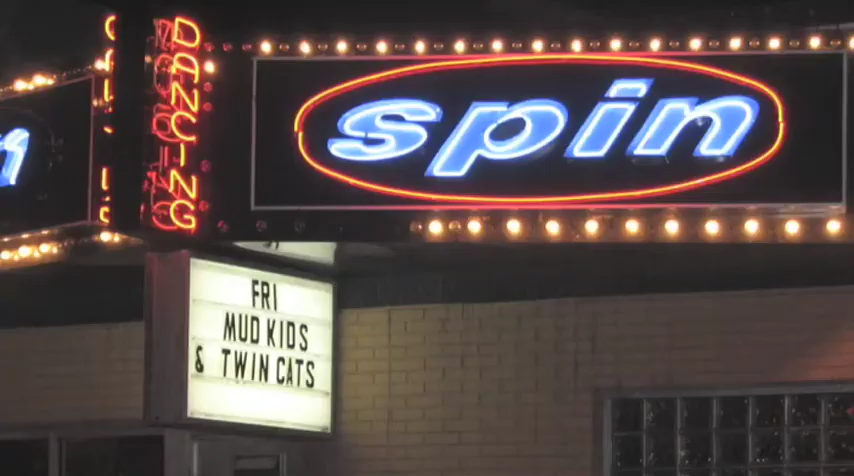 DANCING
spin
FRI
MUD KIDS
& TWIN CATS